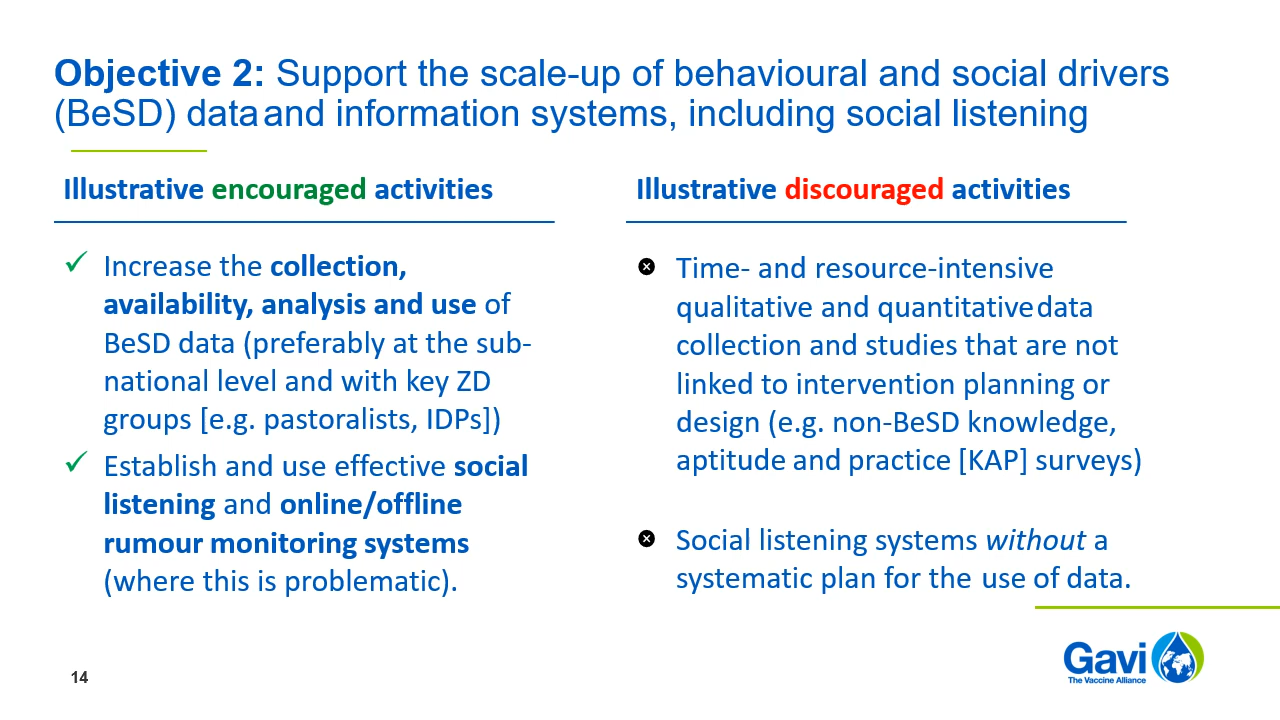 Objective 2: Support the scale-up of behavioural and social drivers
(BeSD) data and information systems, including social listening
Illustrative encouraged activities
✓ Increase the collection,
availability, analysis and use of
BeSD data (preferably at the sub-
national level and with key ZD
groups [e.g. pastoralists, IDPs])
✓ Establish and use effective social
listening and online/offline
rumour monitoring systems
(where this is problematic).
Illustrative discouraged activities
Time- and resource-intensive
qualitative and quantitative data
collection and studies that are not
linked to intervention planning or
design (e.g. non-BeSD knowledge,
aptitude and practice [KAP] surveys)
Social listening systems without a
systematic plan for the use of data.
14
Gavi
The Vaccine Alliance